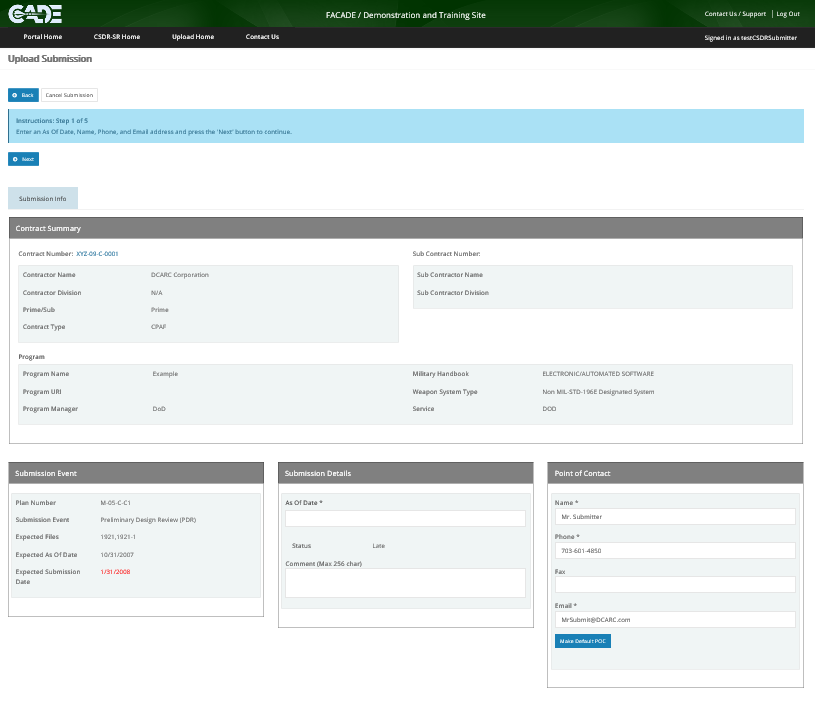 CADE
FACADE / Demonstration and Training Site
Contact Us / Support | Log Out
Portal Home CSDR-SR Home Upload Home Contact Us Signed in as testCSDRSubmitter
Upload Submission
Back Cancel Submission
Instructions: Step 1 of 5
Enter an As Of Date, Name, Phone, and Email address and press the 'Next' button to continue.
Next
Submission Info
Contract Summary
Contract Number: XYZ-09-C-0001
Contractor Name DCARC Corporation
Contractor Division N/A
Prime/Sub Prime
Contract Type CPAF
Sub Contract Number:
Sub Contractor Name
Sub Contractor Division
Program
Program Name Example
Program URI
Program Manager DoD
Military Handbook ELECTRONIC/AUTOMATED SOFTWARE
Weapon System Type Non MIL-STD-196E Designated System
Service DOD
Submission Event
Plan Number M-05-C-C1
Submission Event Preliminary Design Review (PDR)
Expected Files 1921,1921-1
Expected As Of Date 10/31/2007
Expected Submission 1/31/2008
Date
Submission Details
As Of Date *
Status Late
Comment (Max 256 char)
Point of Contact
Name *
Mr. Submitter
Phone *
703-601-4850
Fax
Email *
MrSubmit@DCARC.com
Make Default POC